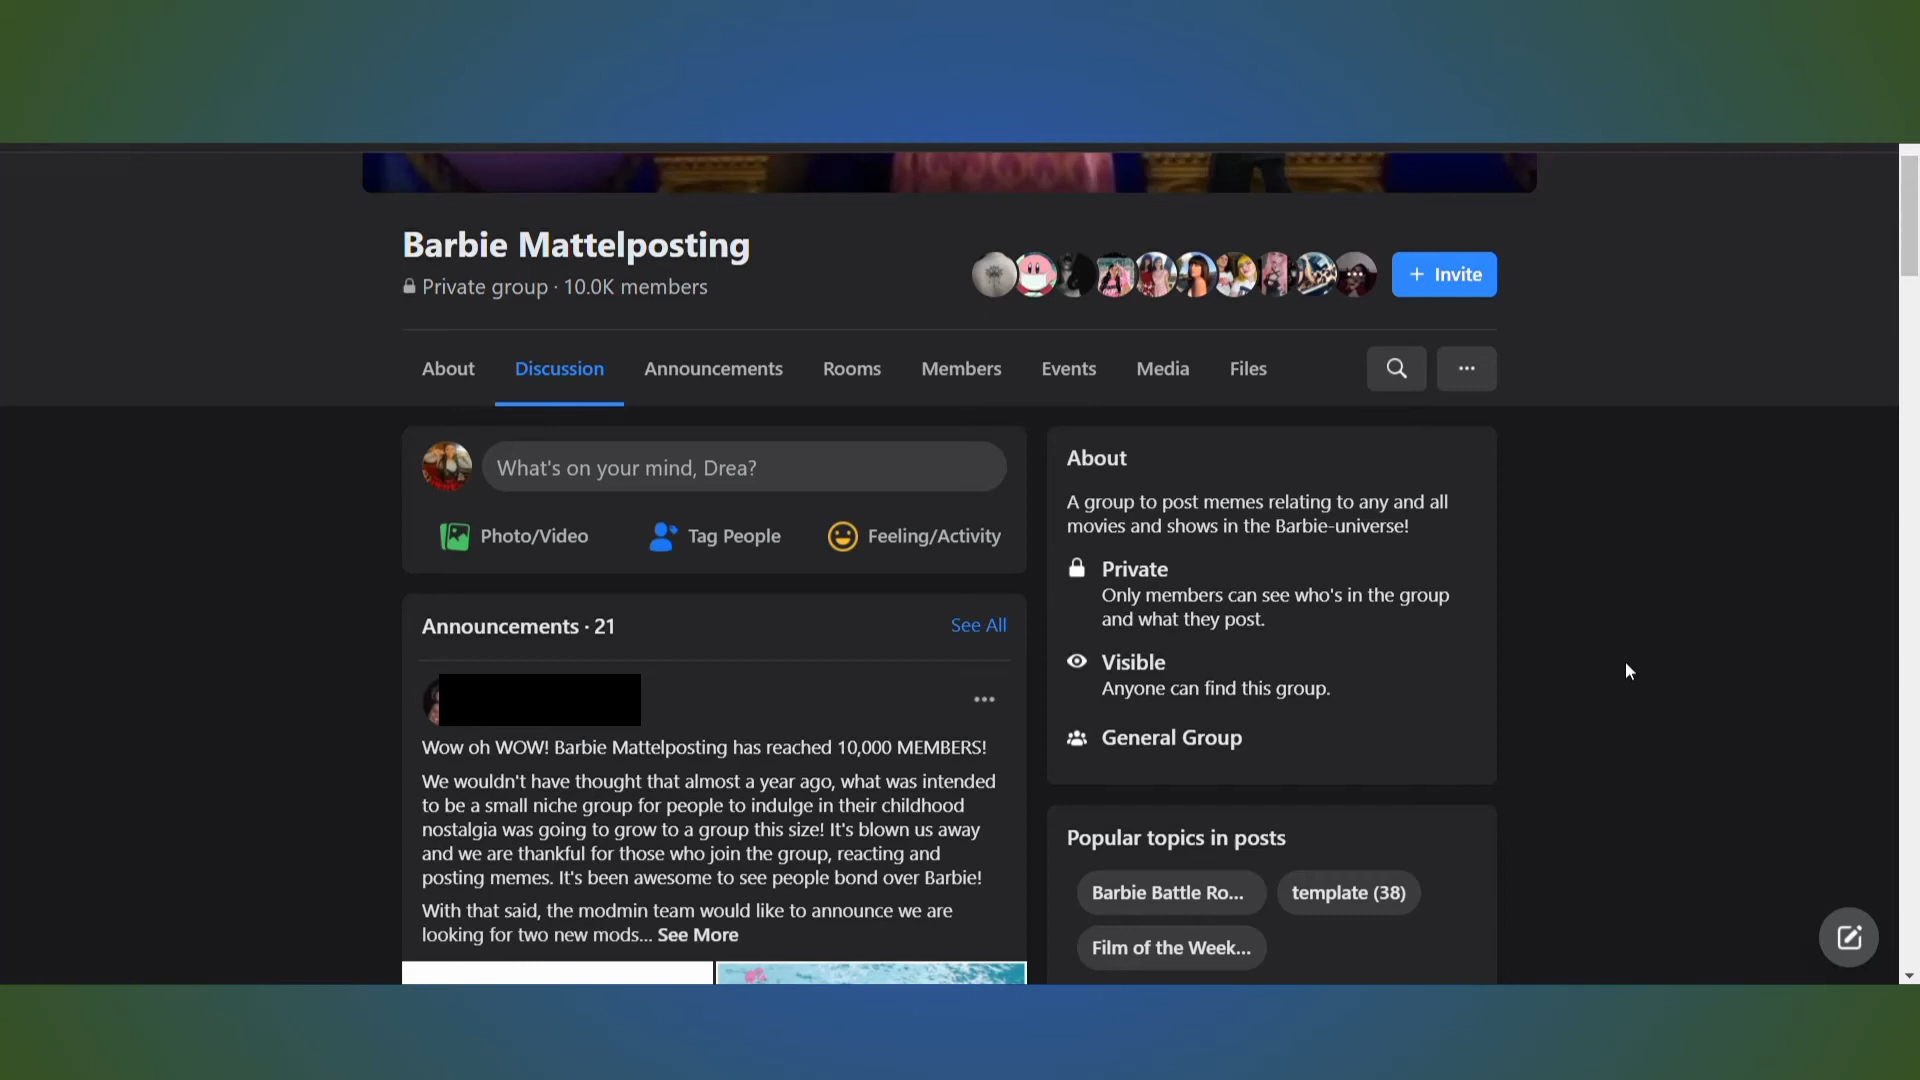 Barbie Mattelposting
Private group · 10.0K members
+ Invite
About
Discussion
Announcements
Rooms
Members
Events
Media
Files
What's on your mind, Drea?
Photo/Video
Tag People
Feeling/Activity
Announcements · 21
See All
Wow oh WOW! Barbie Mattelposting has reached 10,000 MEMBERS!
We wouldn't have thought that almost a year ago, what was intended
to be a small niche group for people to indulge in their childhood
nostalgia was going to grow to a group this size! It's blown us away
and we are thankful for those who join the group, reacting and
posting memes. It's been awesome to see people bond over Barbie!
With that said, the modmin team would like to announce we are
looking for two new mods... See More
About
A group to post memes relating to any and all
movies and shows in the Barbie-universe!
Private
Only members can see who's in the group
and what they post.
Visible
Anyone can find this group.
General Group
Popular topics in posts
Barbie Battle Ro...
template (38)
Film of the Week...